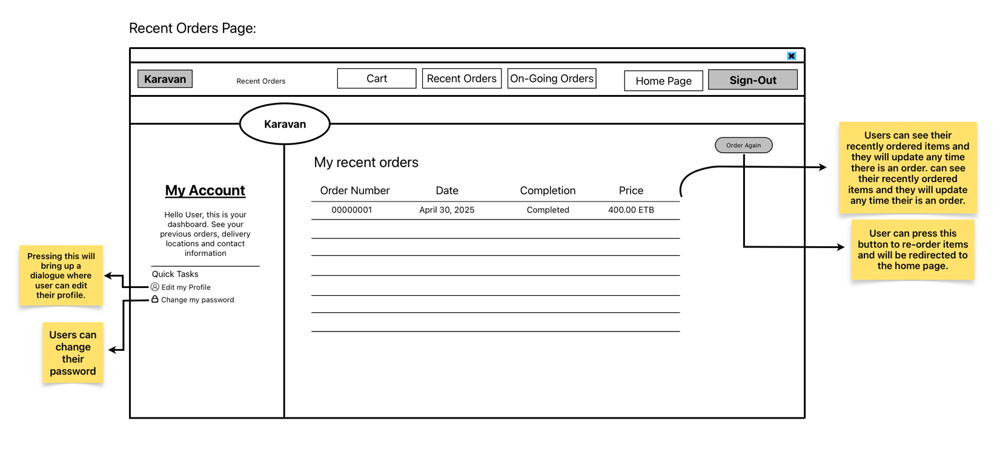 Recent Orders Page:
Karavan
Recent Orders
Cart
Recent Orders
On-Going Orders
Home Page
Sign-Out
Karavan
Order Again
My recent orders
Order Number Date Completion Price
00000001 April 30, 2025 Completed 400.00 ETB
My Account
Hello User, this is your
dashboard. See your
previous orders, delivery
locations and contact
information
Quick Tasks
Edit my Profile
Change my password
Pressing this will
bring up a
dialogue where
user can edit
their profile.
Users can
change
their
password
Users can see their
recently ordered items and
they will update any time
there is an order. can see
their recently ordered
items and they will update
any time their is an order.
User can press this
button to re-order items
and will be redirected to
the home page.